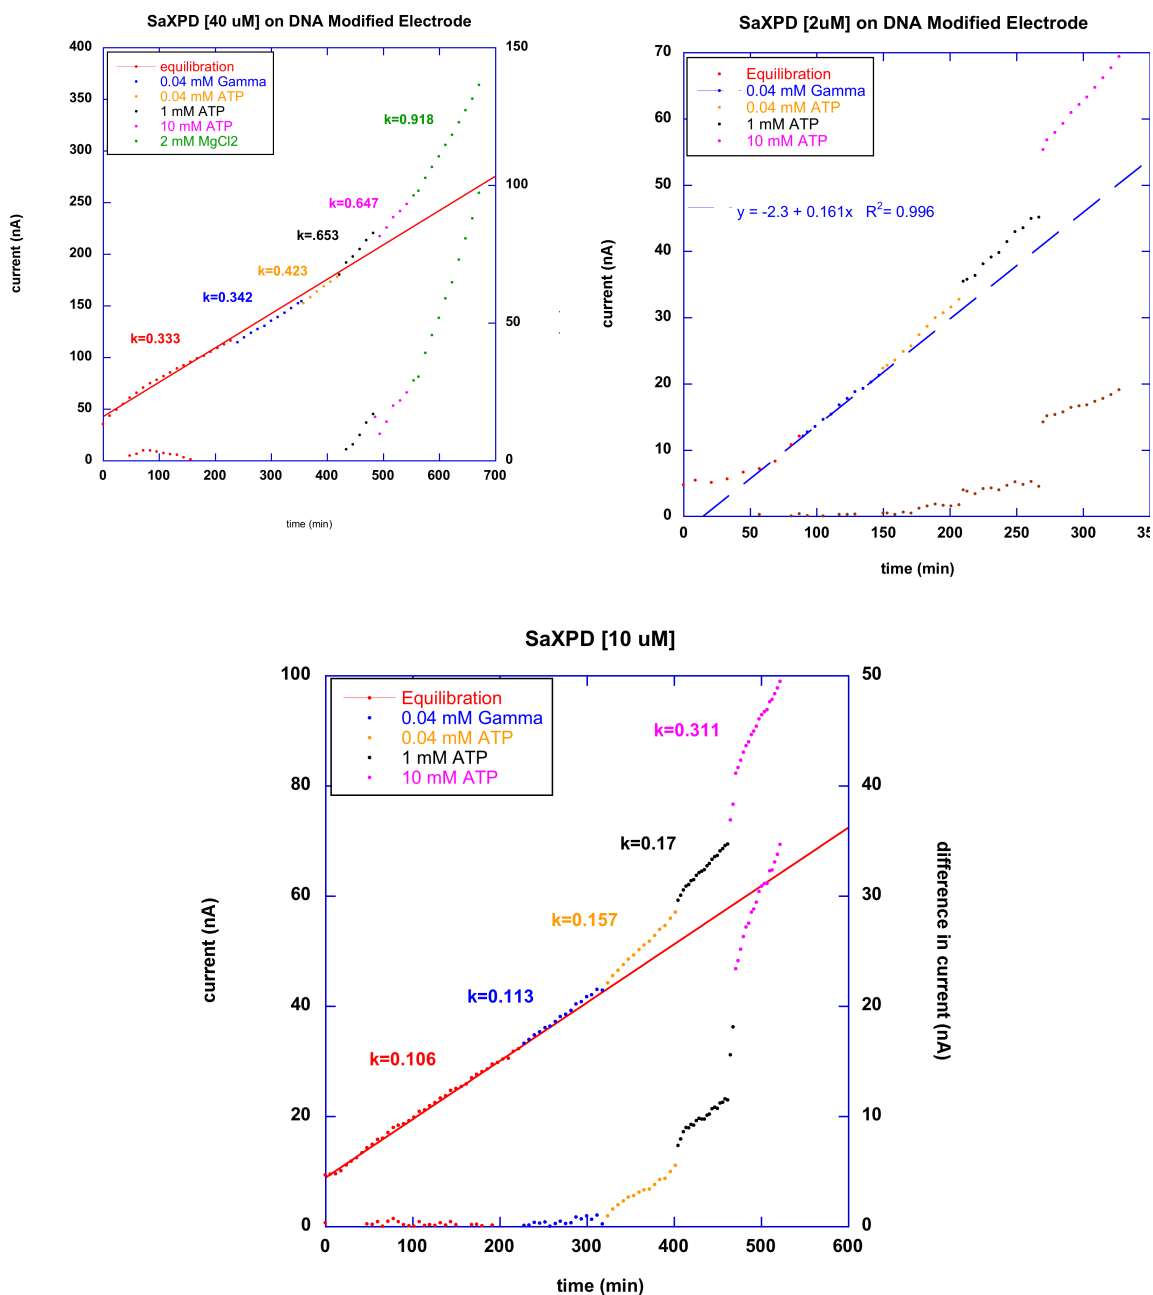 SaXPD [40 uM] on DNA Modified Electrode
400
350
300
250
200
150
100
50
0
150
100
50
0
0 100 200 300 400 500 600 700
current (nA)
time (min)
equilibration
0.04 mM Gamma
0.04 mM ATP
1 mM ATP
10 mM ATP
2 mM MgCl2
k=0.918
k=0.647
k=.653
k=0.423
k=0.342
k=0.333
SaXPD [2uM] on DNA Modified Electrode
70
60
50
40
30
20
10
0
0 50 100 150 200 250 300 35
current (nA)
time (min)
Equilibration
0.04 mM Gamma
0.04 mM ATP
1 mM ATP
10 mM ATP
y = -2.3 + 0.161x R2= 0.996
SaXPD [10 uM]
100
80
60
40
20
0
50
40
30
20
10
0
0 100 200 300 400 500 600
current (nA)
difference in current (nA)
time (min)
Equilibration
0.04 mM Gamma
0.04 mM ATP
1 mM ATP
10 mM ATP
k=0.311
k=0.17
k=0.157
k=0.113
k=0.106